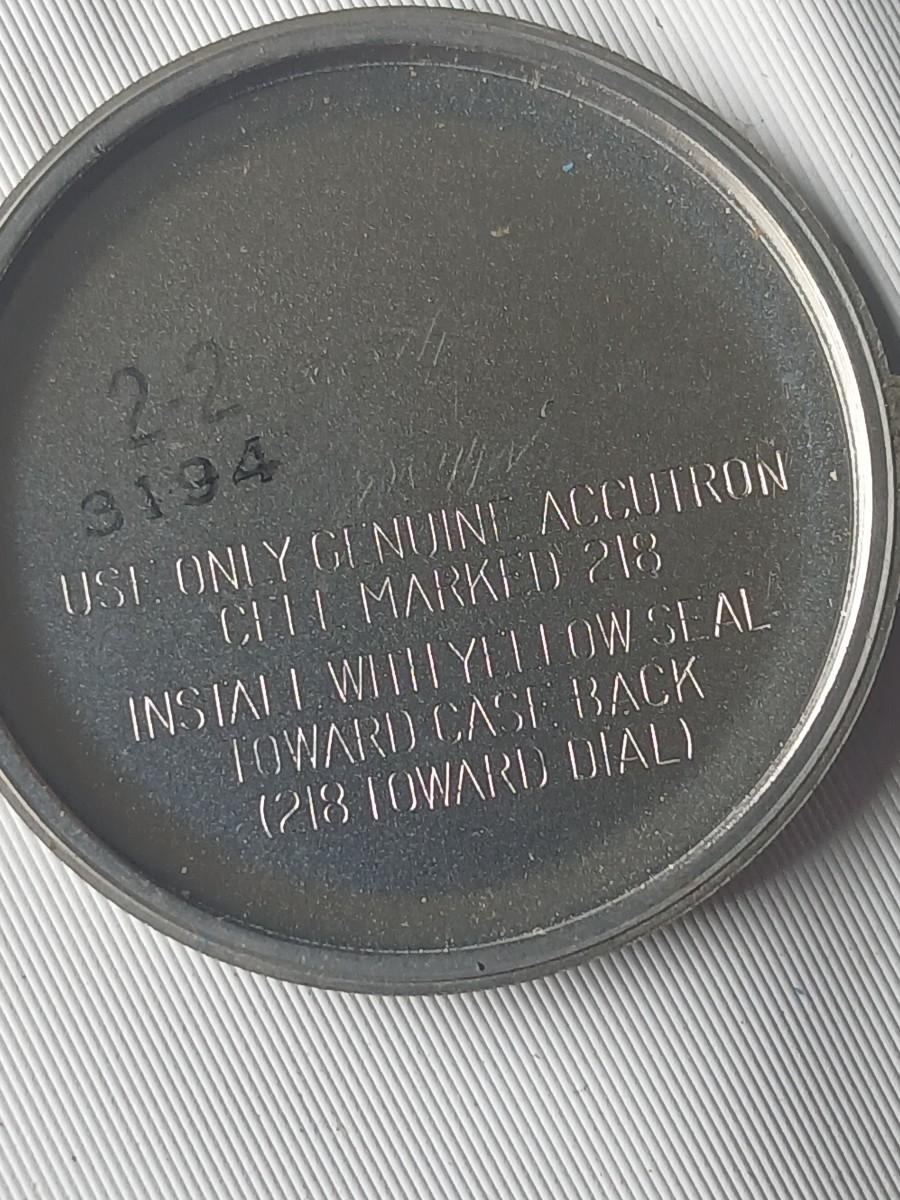 2-2
3194
USE ONLY GENUINE ACCUTRON
CELL MARKED 218
INSTALL WITH YELLOW SEAL
TOWARD CASE BACK
(218 TOWARD DIAL)